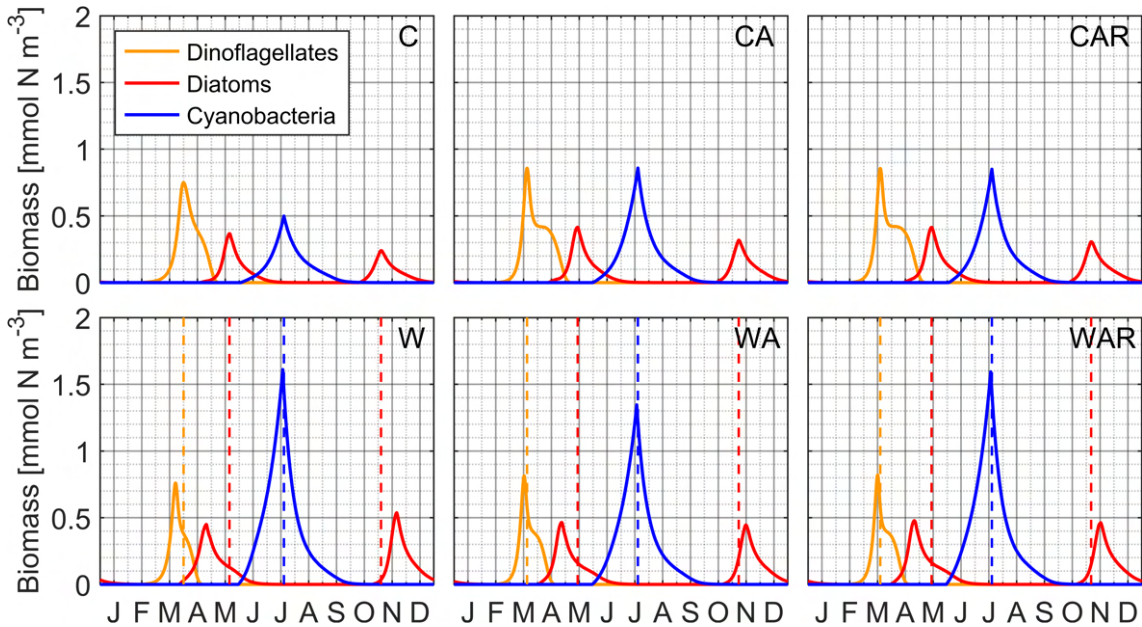 C
CA
CAR
Dinoflagellates
Diatoms
Cyanobacteria
Biomass [mmol N m-3]
2
1.5
1
0.5
0
W
WA
WAR
Biomass [mmol N m-3]
2
1.5
1
0.5
0
J F M A M J J A S O N D
J F M A M J J A S O N D
J F M A M J J A S O N D